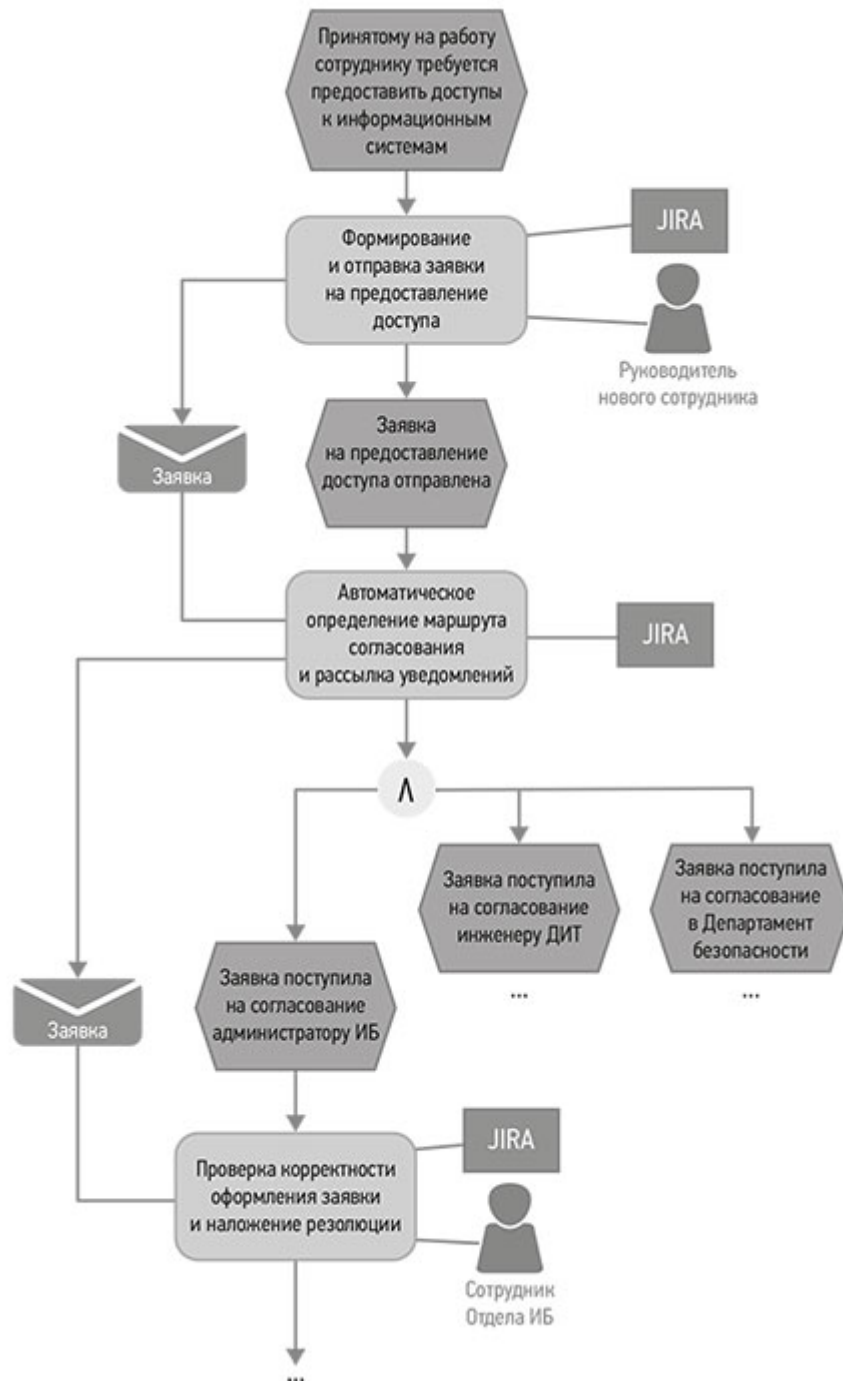 Принятому на работу
сотруднику требуется
предоставить доступы
к информационным
системам
JIRA
Формирование
и отправка заявки
на предоставление
доступа
Руководитель
нового сотрудника
Заявка
на предоставление
доступа отправлена
Заявка
Автоматическое
определение маршрута
согласования
и рассылка уведомлений
JIRA
Λ
Заявка поступила
на согласование
инженеру ДИТ
...
Заявка поступила
на согласование
в Департамент
безопасности
...
Заявка поступила
на согласование
администратору ИБ
Заявка
JIRA
Проверка корректности
оформления заявки
и наложение резолюции
Сотрудник
Отдела ИБ
...